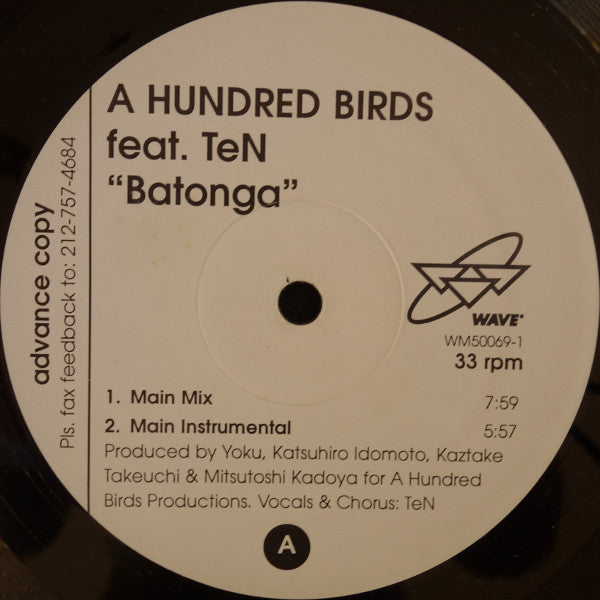 A HUNDRED BIRDS
feat. TeN
“Batonga”
advance copy
Pls. fax feedback to: 212-757-4684
WAVE
WM50069-1
33 rpm
1. Main Mix 7:59
2. Main Instrumental 5:57
Produced by Yoku, Katsuhiro Idomoto, Kaztake
Takeuchi & Mitsutoshi Kadoya for A Hundred
Birds Productions. Vocals & Chorus: TeN
A